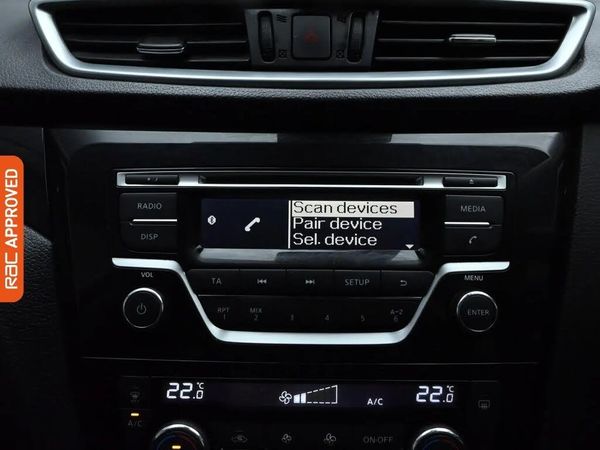 RAC APPROVED
RADIO
MEDIA
DISP
Scan devices
Pair device
Sel. device
VOL
MENU
TA
SETUP
ENTER
RPT
1
MIX
2
3
4
5
A-Z
6
22.0°C
A/C
22.0°C
A/C
ON·OFF